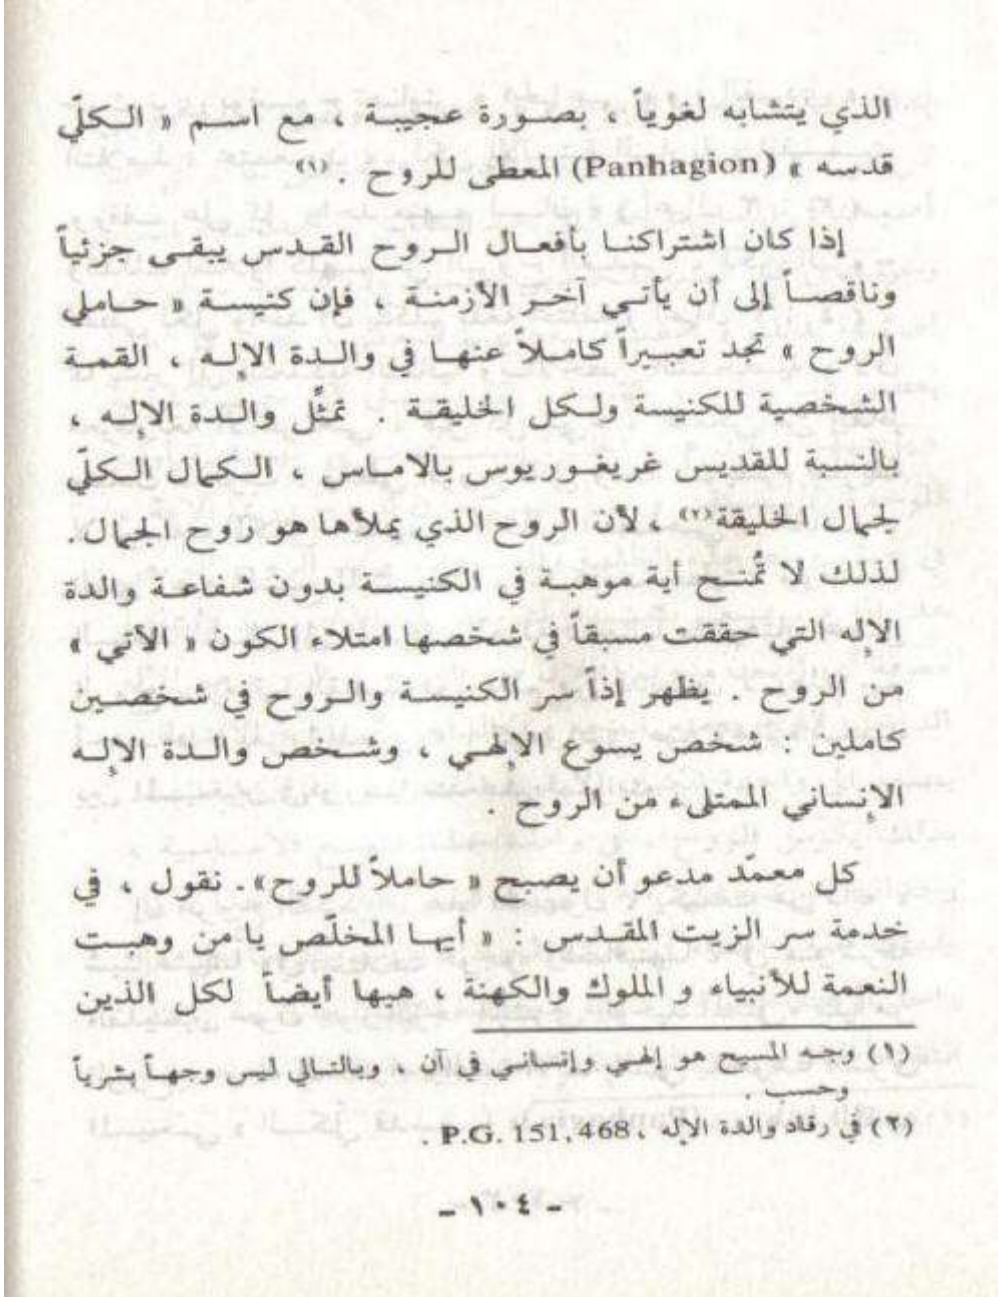 الذي يتشابه لغوياً ، بصورة عجيبة ، مع اسم « الكلّي
قدسه » (Panhagion) المعطى للروح . (١)
إذا كان اشتراكنا بأفعال الروح القدس يبقى جزئياً
وناقصاً إلى أن يأتي آخر الأزمنة ، فإن كنيسة « حاملي
الروح » تجد تعبيراً كاملاً عنها في والدة الإله ، القمة
الشخصية للكنيسة ولكل الخليقة . تمثّل والدة الإله ،
بالنسبة للقديس غريغوريوس بالاماس ، الكمال الكلّي
لجمال الخليقة(٢) ، لأن الروح الذي يملأها هو روح الجمال.
لذلك لا تُمنح أية موهبة في الكنيسة بدون شفاعة والدة
الإله التي حققت مسبقاً في شخصها امتلاء الكون « الآتي »
من الروح . يظهر إذاً سر الكنيسة والروح في شخصين
كاملين : شخص يسوع الإلهي ، وشخص والدة الإله
الإنساني الممتلىء من الروح .
كل معمّد مدعو أن يصبح « حاملاً للروح». نقول ، في
خدمة سر الزيت المقدس : « أيها المخلّص يا من وهبت
النعمة للأنبياء و الملوك والكهنة ، هبها أيضاً لكل الذين
(١) وجه المسيح هو إلهي وإنساني في آن ، وبالتالي ليس وجهاً بشرياً
وحسب .
(٢) في رقاد والدة الإله ، P.G. 151, 468 .
- ١٠٤ -